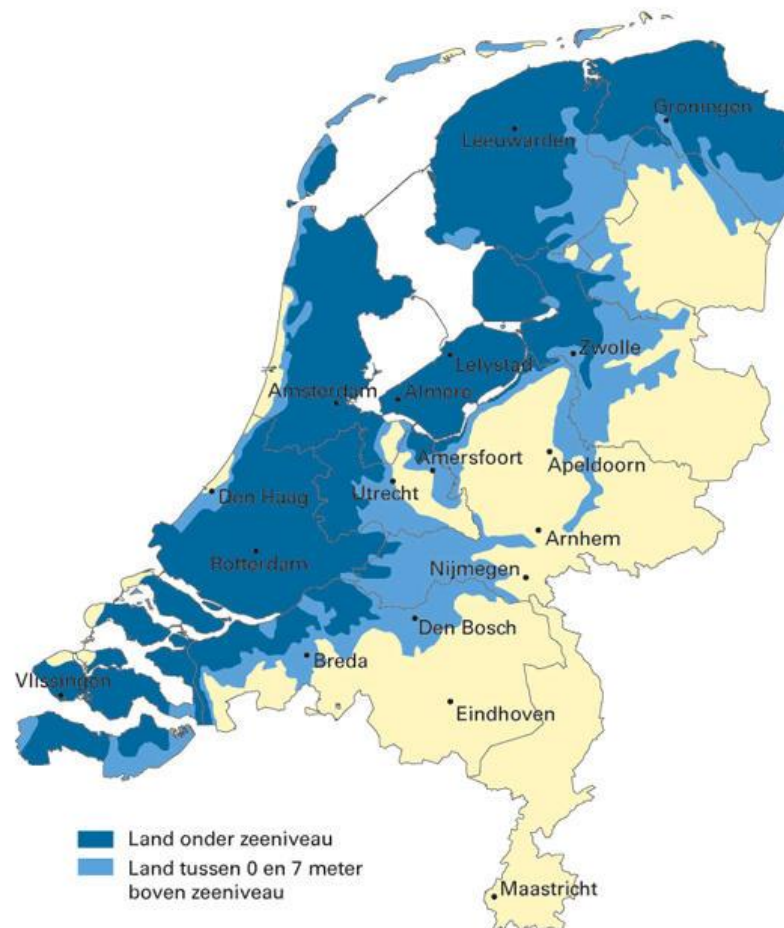 Groningen
Leeuwarden
Zwolle
Lelystad
Amsterdam
Almere
Amersfoort
Apeldoorn
Utrecht
Den Haag
Arnhem
Rotterdam
Nijmegen
Den Bosch
Breda
Vlissingen
Eindhoven
Land onder zeeniveau
Land tussen 0 en 7 meter
boven zeeniveau
Maastricht